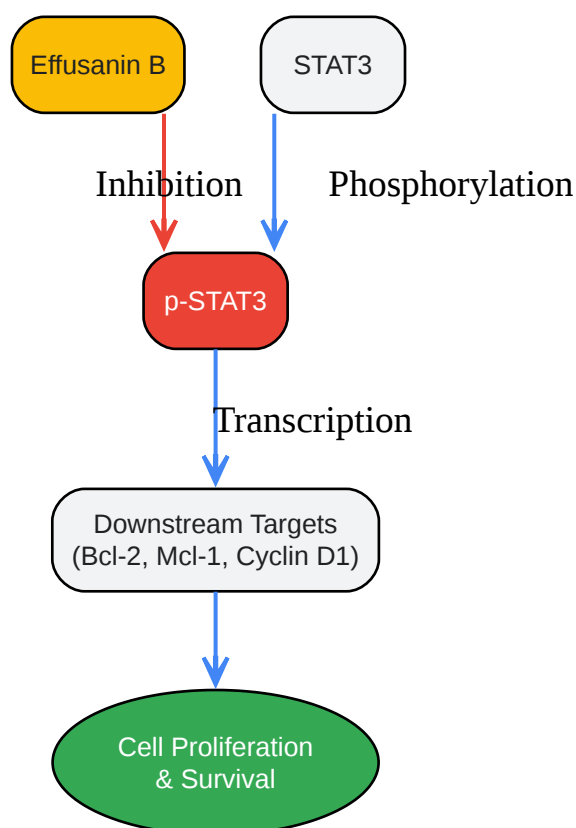 Effusanin B
STAT3
Inhibition
Phosphorylation
p-STAT3
Transcription
Downstream Targets
(Bcl-2, Mcl-1, Cyclin D1)
Cell Proliferation
& Survival